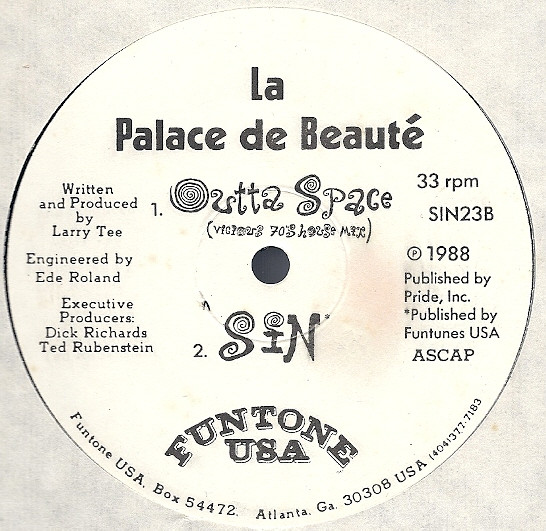 La
Palace de Beauté
Written
and Produced
by
Larry Tee
Engineered by
Ede Roland
Executive
Producers:
Dick Richards
Ted Rubenstein
1. Outta Space
(vicious 70's house mix)
2. SIN*
33 rpm
SIN23B
℗ 1988
Published by
Pride, Inc.
*Published by
Funtunes USA
ASCAP
FUNTONE
USA
Funtone USA, Box 54472, Atlanta, Ga. 30308 USA (404)377-7183